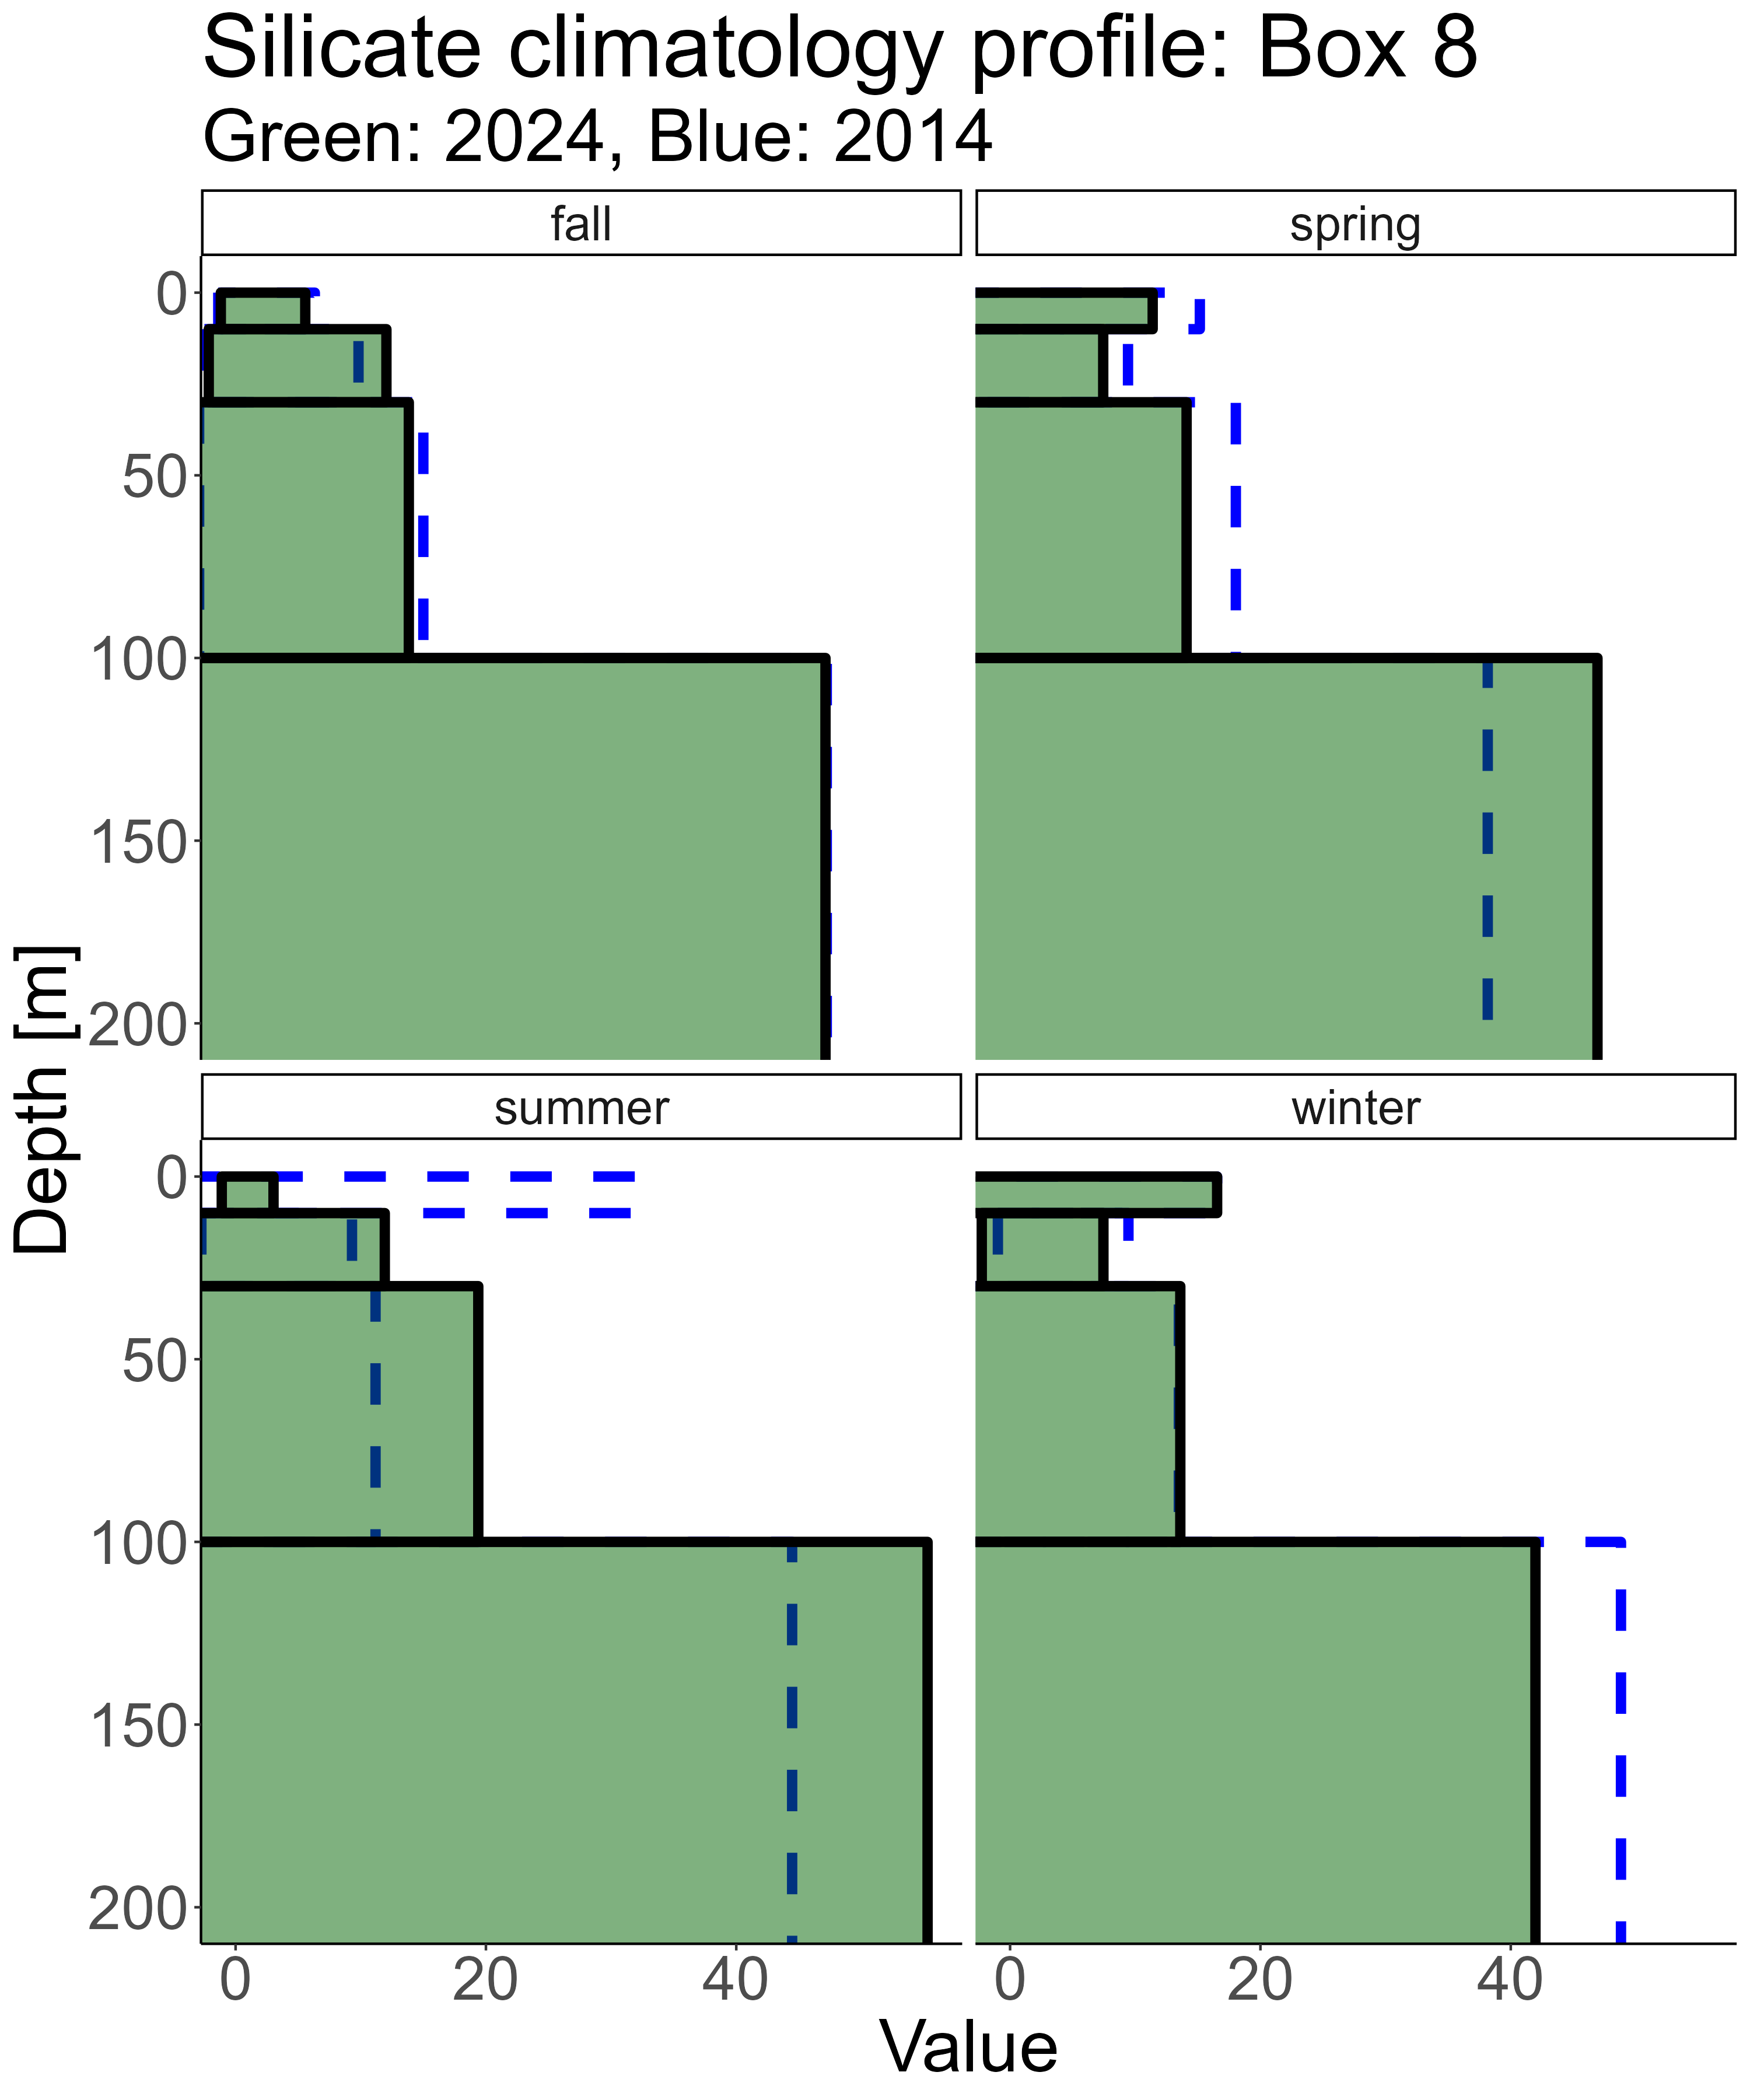 Silicate climatology profile: Box 8
Green: 2024, Blue: 2014
fall
spring
0
50
100
150
200
summer
winter
0
50
100
150
200
0
20
40
0
20
40
Value
Depth [m]